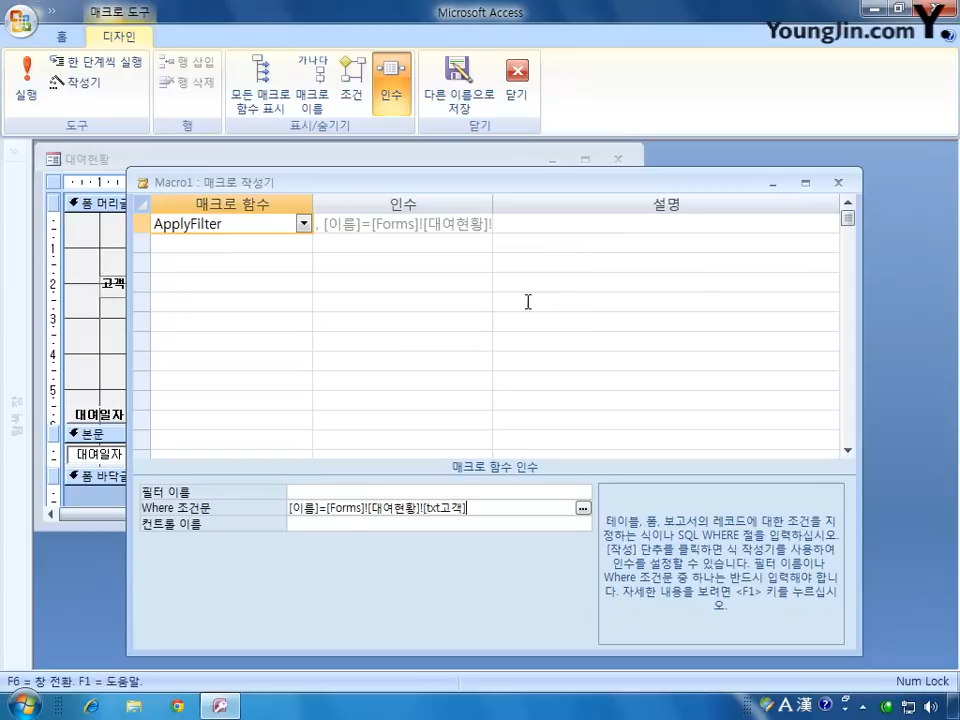 매크로 도구
Microsoft Access
YoungJin.com Y.
홈
디자인
실행
한 단계씩 실행
작성기
도구
행 삽입
행 삭제
행
모든 매크로 함수 표시
가나다
매크로 이름
조건
인수
표시/숨기기
다른 이름으로 저장
닫기
닫기
대여현황
폼 머리글
고객
대여일자
본문
대여일자
폼 바닥글
Macro1 : 매크로 작성기
매크로 함수
인수
설명
ApplyFilter
, [이름]=[Forms]![대여현황]!
매크로 함수 인수
필터 이름
Where 조건문
[이름]=[Forms]![대여현황]![txt고객]
컨트롤 이름
테이블, 폼, 보고서의 레코드에 대한 조건을 지
정하는 식이나 SQL WHERE 절을 입력하십시오.
[작성] 단추를 클릭하면 식 작성기를 사용하여
인수를 설정할 수 있습니다. 필터 이름이나
Where 조건문 중 하나는 반드시 입력해야 합니
다. 자세한 내용을 보려면 <F1> 키를 누르십시
오.
F6 = 창 전환. F1 = 도움말.
Num Lock
A 漢